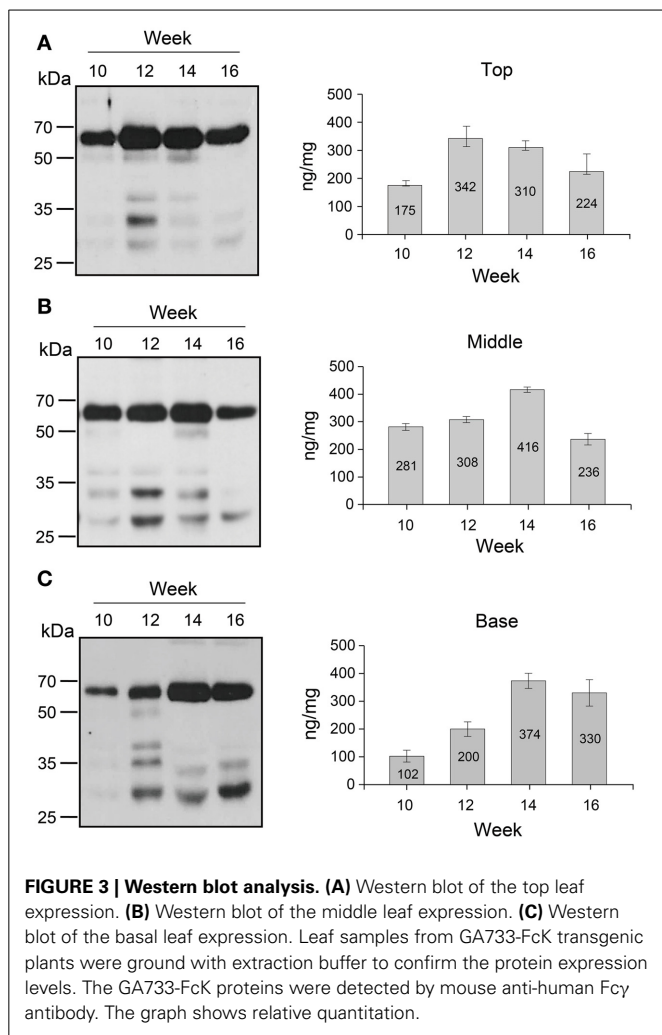 A
Week
10 12 14 16
kDa
70
50
35
25
Top
ng/mg
500
400
300
200
100
0
175 342 310 224
10 12 14 16
Week
B
Week
10 12 14 16
kDa
70
50
35
25
Middle
ng/mg
500
400
300
200
100
0
281 308 416 236
10 12 14 16
Week
C
Week
10 12 14 16
kDa
70
50
35
25
Base
ng/mg
500
400
300
200
100
0
102 200 374 330
10 12 14 16
Week
FIGURE 3 | Western blot analysis. (A) Western blot of the top leaf
expression. (B) Western blot of the middle leaf expression. (C) Western
blot of the basal leaf expression. Leaf samples from GA733-FcK transgenic
plants were ground with extraction buffer to confirm the protein expression
levels. The GA733-FcK proteins were detected by mouse anti-human Fcγ
antibody. The graph shows relative quantitation.